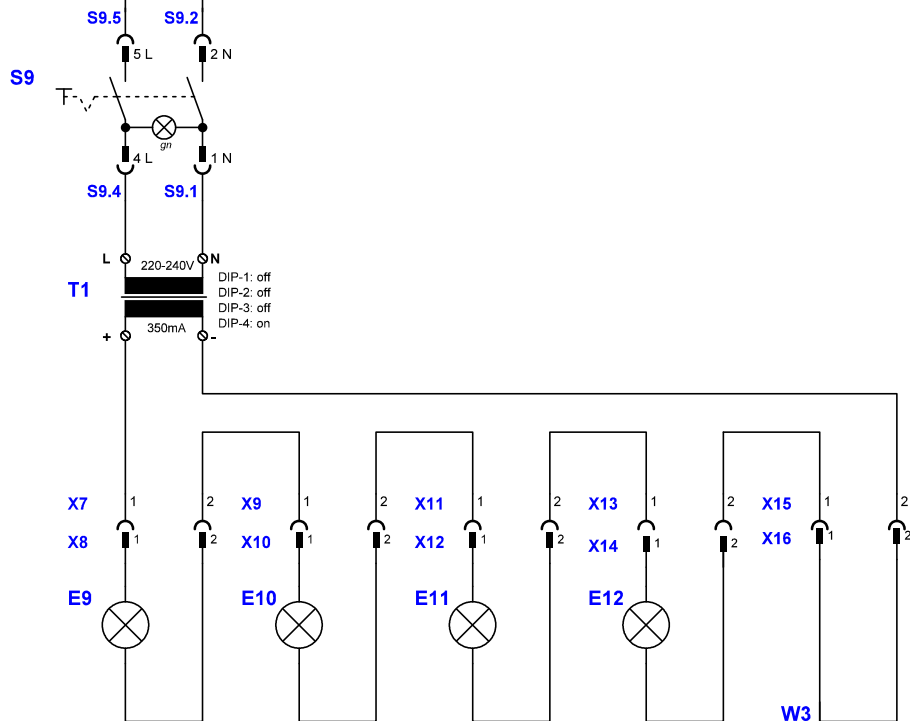 S9.5 S9.2
5 L 2 N
S9
gn
4 L 1 N
S9.4 S9.1
L N
220-240V
DIP-1: off
T1 DIP-2: off
DIP-3: off
350mA DIP-4: on
+ -
X7 1 2 X9 1 2 X11 1 2 X13 1 2 X15 1 2
X8 1 2 X10 1 2 X12 1 2 X14 1 2 X16 1 2
E9 E10 E11 E12
W3